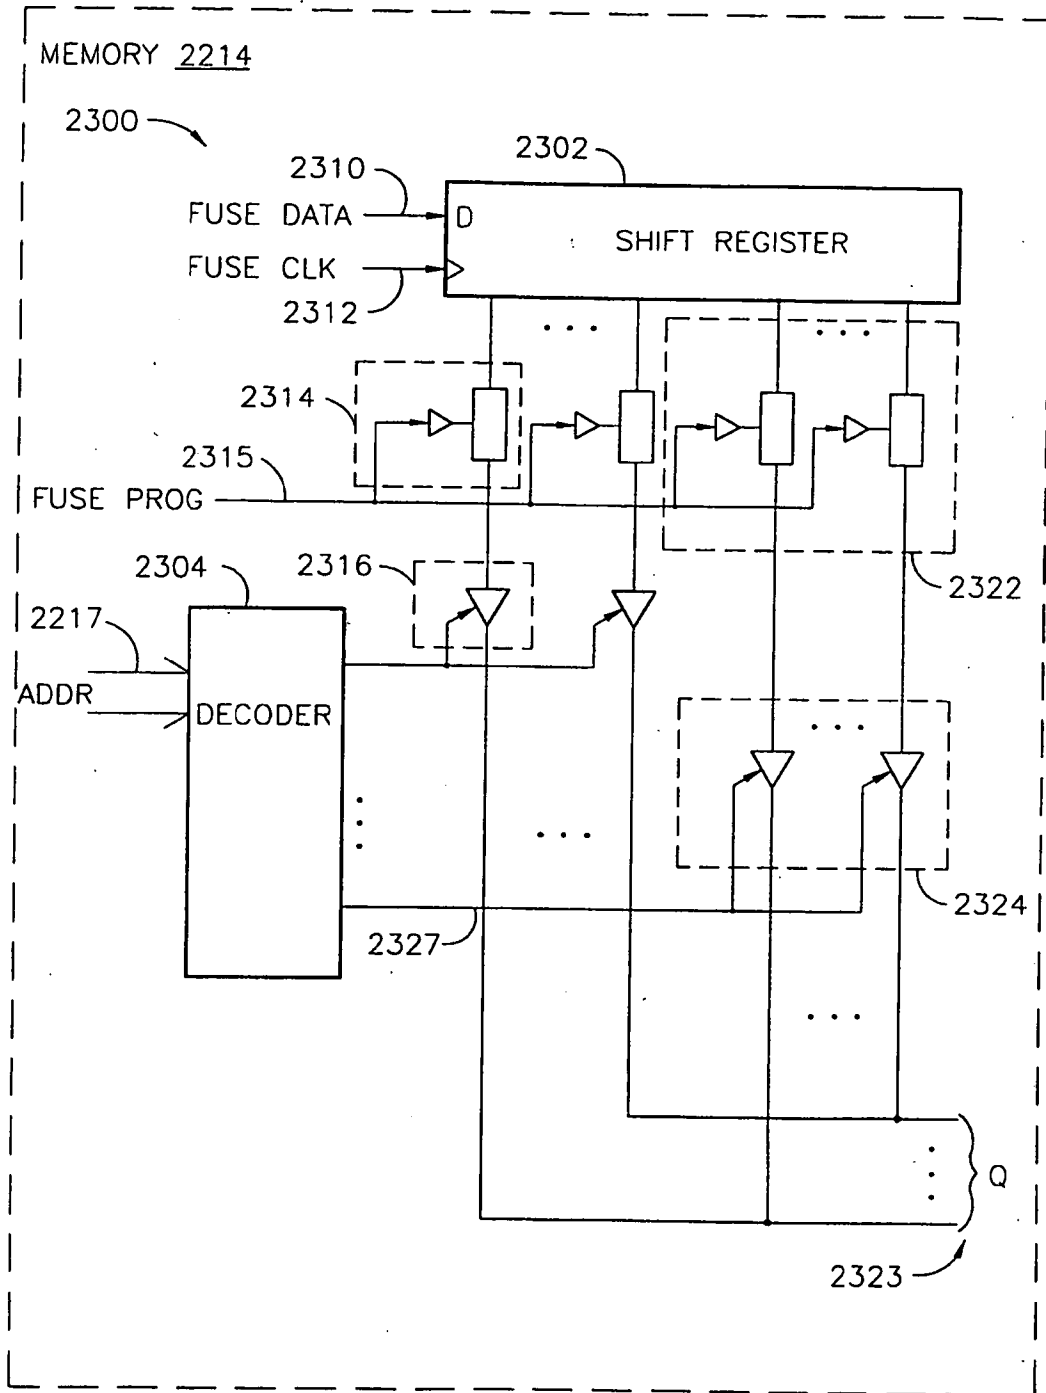 MEMORY 2214
2300
2302
2310
FUSE DATA
D
SHIFT REGISTER
FUSE CLK
2312
2314
2315
FUSE PROG
2304
2316
2322
2217
ADDR
DECODER
2324
2327
Q
2323